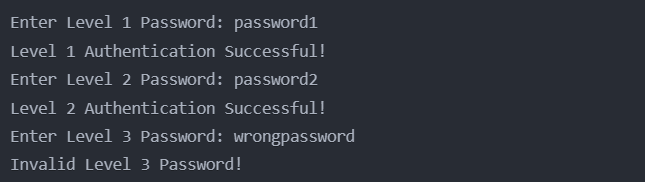 Enter Level 1 Password: password1
Level 1 Authentication Successful!
Enter Level 2 Password: password2
Level 2 Authentication Successful!
Enter Level 3 Password: wrongpassword
Invalid Level 3 Password!